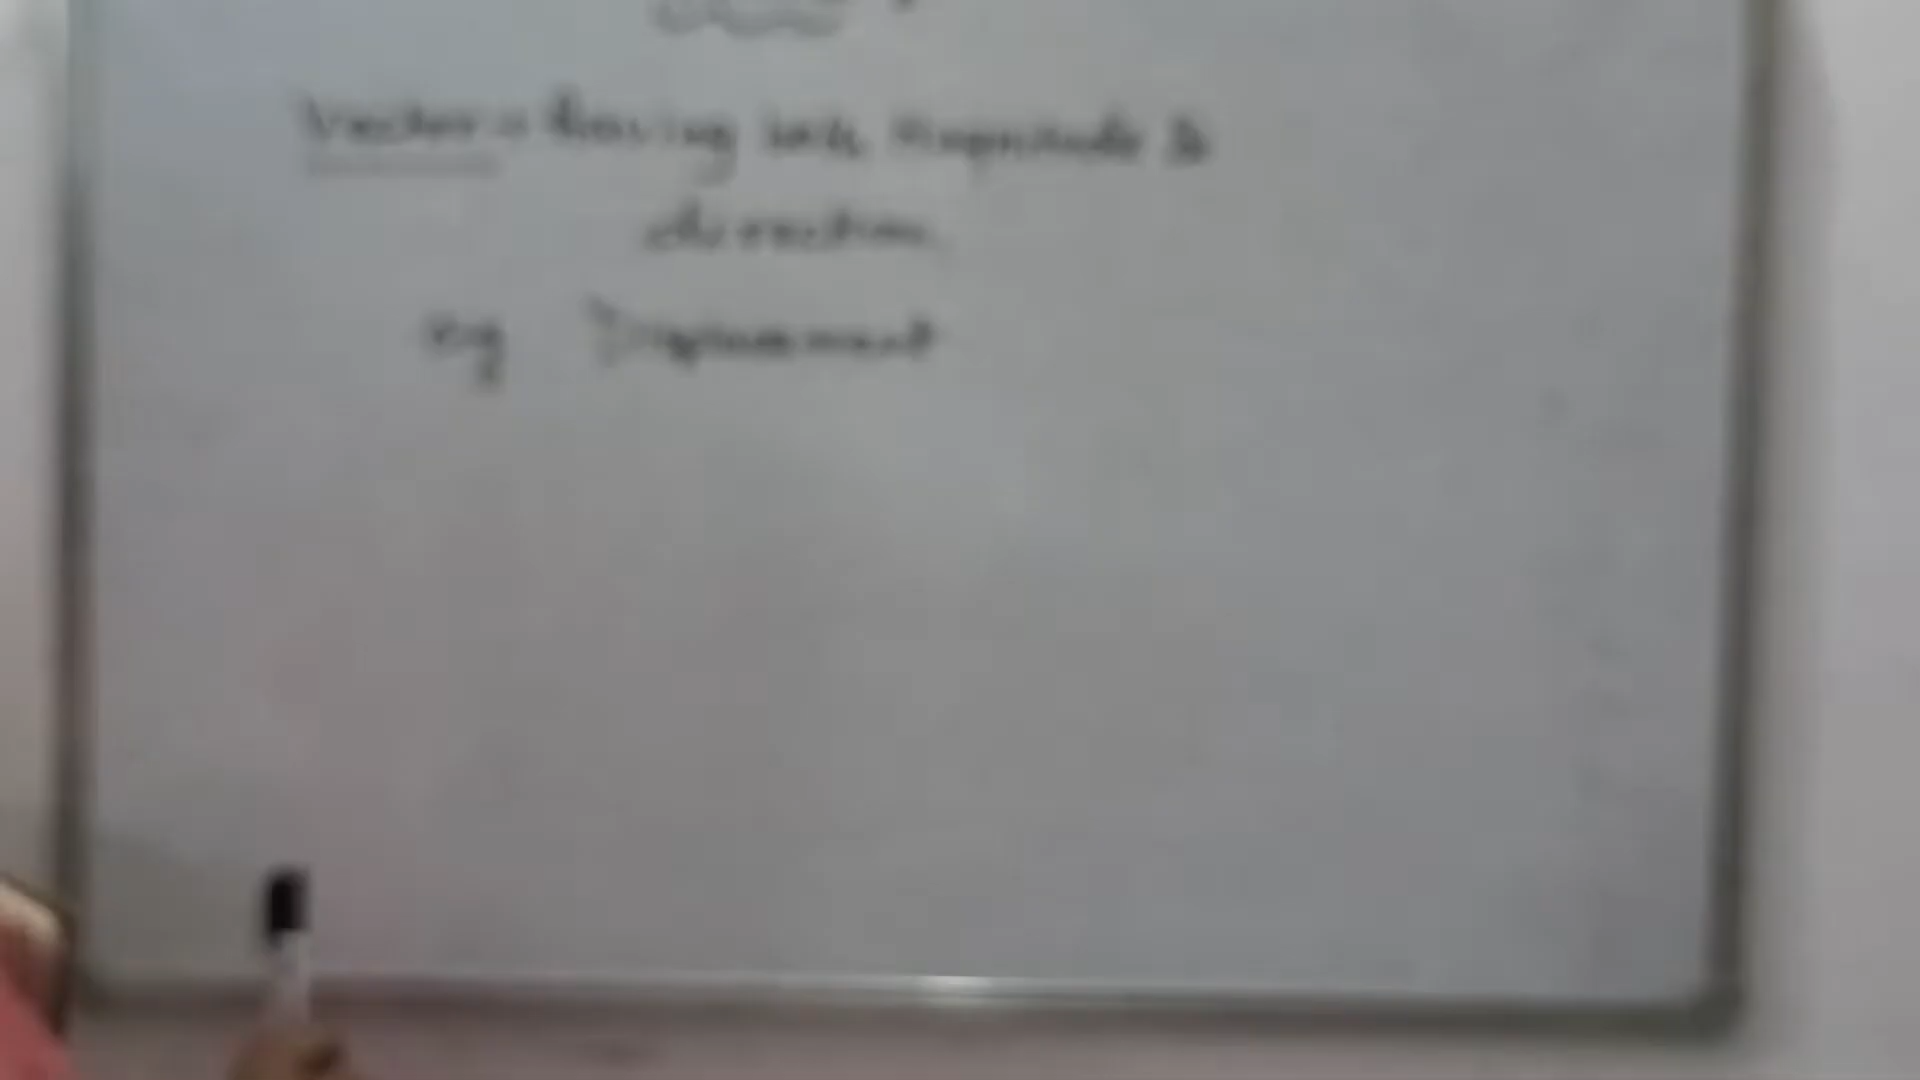 Vector - Having both Magnitude &
direction.
eg Displacement